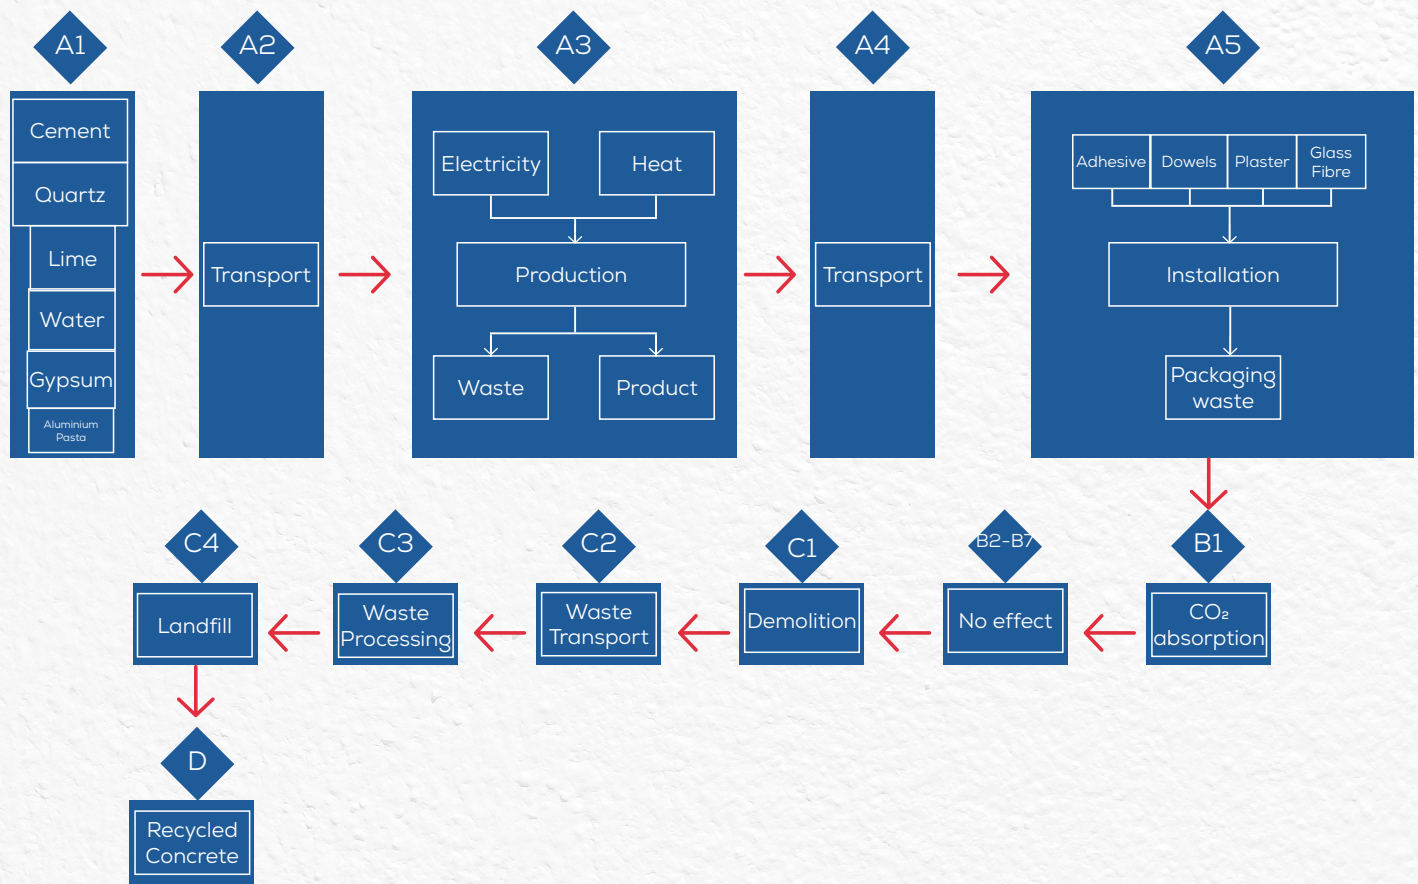 A1
Cement
Quartz
Lime
Water
Gypsum
Aluminium
Pasta
A2
Transport
A3
Electricity
Heat
Production
Waste
Product
A4
Transport
A5
Adhesive
Dowels
Plaster
Glass
Fibre
Installation
Packaging
waste
B1
CO₂
absorption
B2-B7
No effect
C1
Demolition
C2
Waste
Transport
C3
Waste
Processing
C4
Landfill
D
Recycled
Concrete